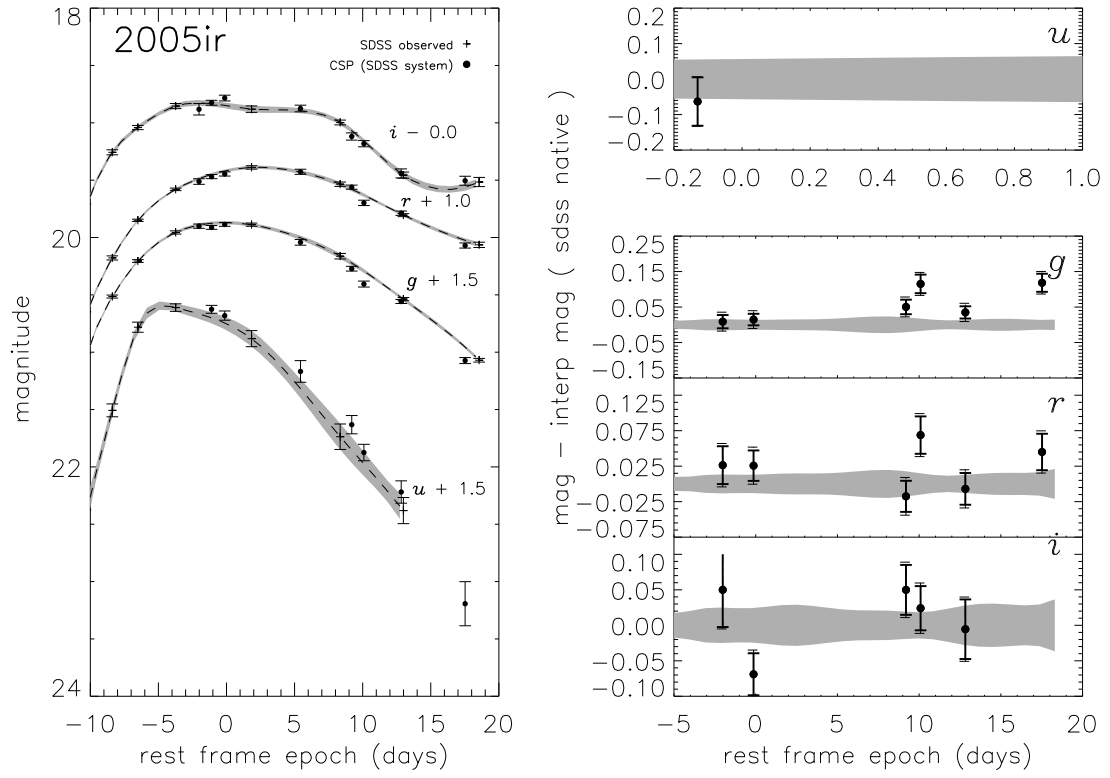 2005ir
SDSS observed +
CSP (SDSS system) ●
i − 0.0
r + 1.0
g + 1.5
u + 1.5
magnitude
18
20
22
24
−10 −5 0 5 10 15 20
rest frame epoch (days)
mag − interp mag ( sdss native)
u
0.2
0.1
0.0
−0.1
−0.2
−0.2 0.0 0.2 0.4 0.6 0.8 1.0
g
0.25
0.15
0.05
−0.05
−0.15
r
0.125
0.075
0.025
−0.025
−0.075
i
0.10
0.05
0.00
−0.05
−0.10
−5 0 5 10 15 20
rest frame epoch (days)